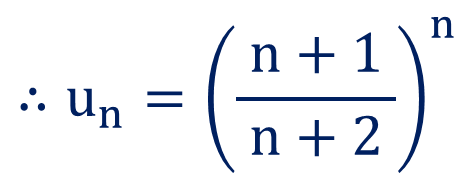 ∴ uₙ = ((n + 1)/(n + 2))ⁿ